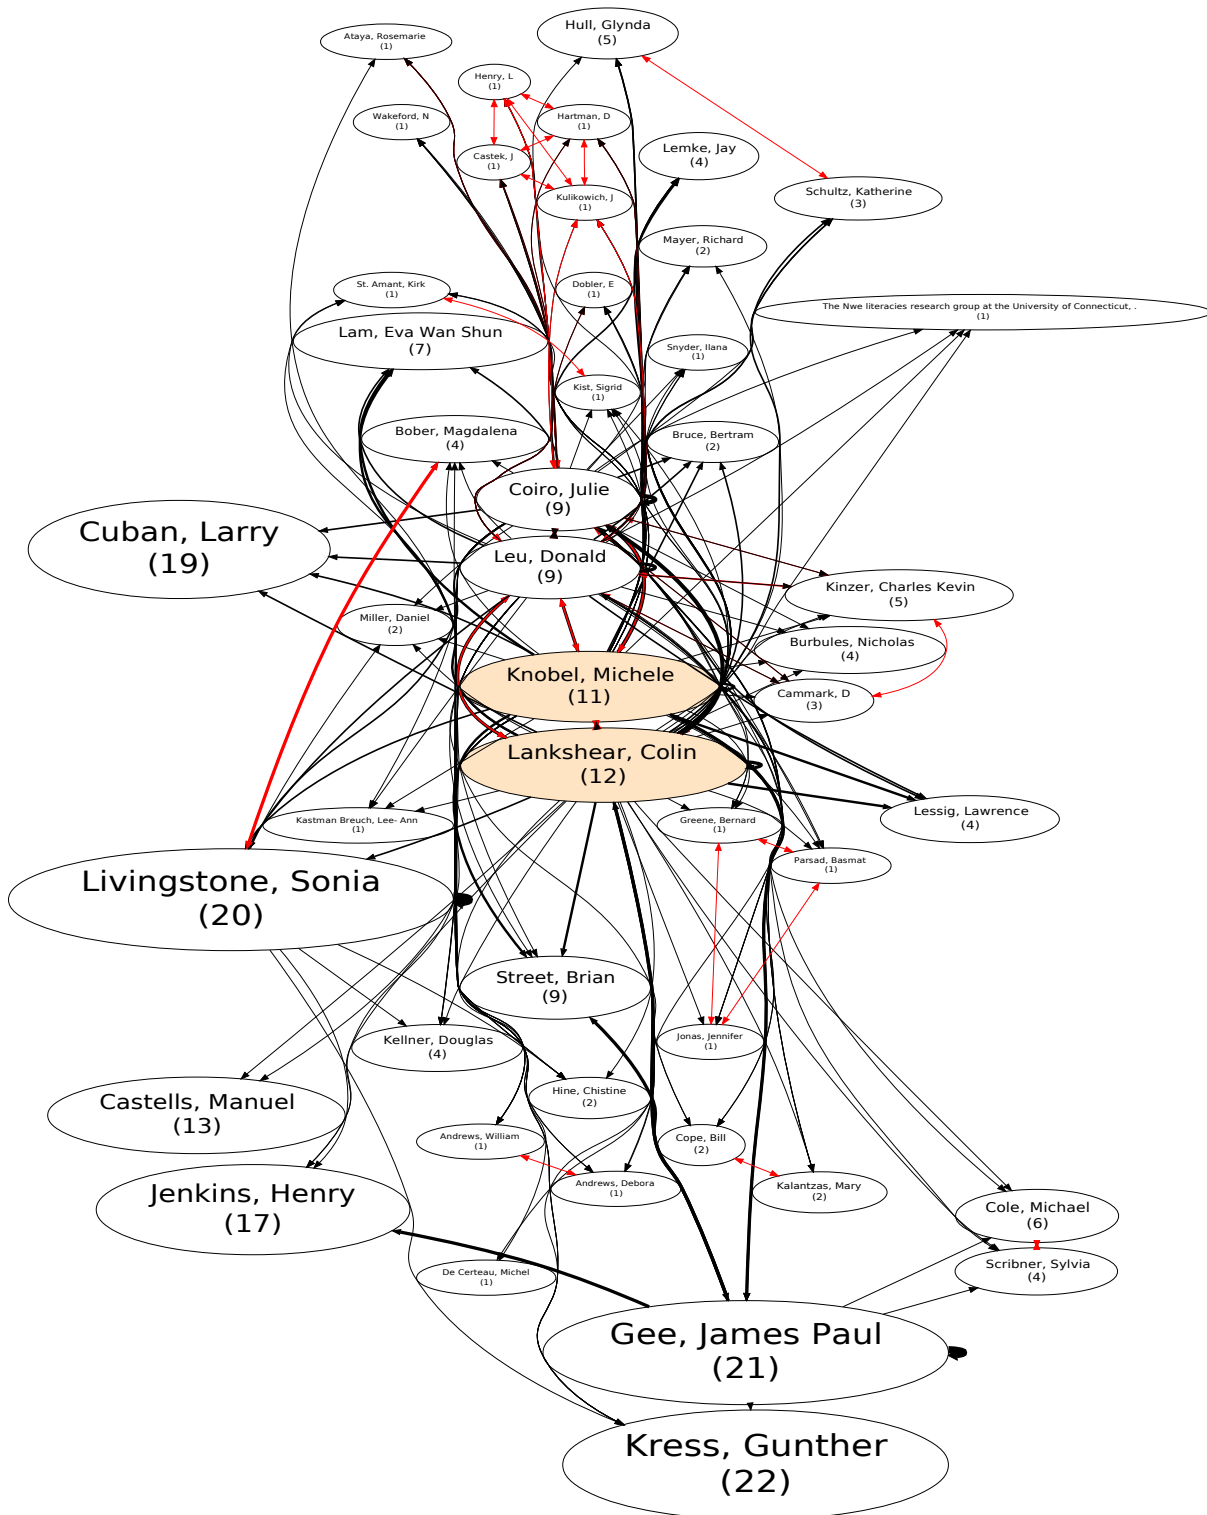 Hull, Glynda
(5)
Ataya, Rosemarie
(1)
Henry, L
(1)
Wakeford, N
(1)
Hartman, D
(1)
Castek, J
(1)
Lemke, Jay
(4)
Kulikowich, J
(1)
Schultz, Katherine
(3)
Mayer, Richard
(2)
St. Amant, Kirk
(1)
Dobler, E
(1)
The Nwe literacies research group at the University of Connecticut, .
(1)
Lam, Eva Wan Shun
(7)
Snyder, Ilana
(1)
Kist, Sigrid
(1)
Bober, Magdalena
(4)
Bruce, Bertram
(2)
Coiro, Julie
(9)
Cuban, Larry
(19)
Leu, Donald
(9)
Kinzer, Charles Kevin
(5)
Miller, Daniel
(2)
Burbules, Nicholas
(4)
Knobel, Michele
(11)
Cammark, D
(3)
Lankshear, Colin
(12)
Kastman Breuch, Lee- Ann
(1)
Greene, Bernard
(1)
Lessig, Lawrence
(4)
Parsad, Basmat
(1)
Livingstone, Sonia
(20)
Street, Brian
(9)
Jonas, Jennifer
(1)
Kellner, Douglas
(4)
Hine, Chistine
(2)
Castells, Manuel
(13)
Andrews, William
(1)
Cope, Bill
(2)
Andrews, Debora
(1)
Kalantzas, Mary
(2)
Jenkins, Henry
(17)
Cole, Michael
(6)
De Certeau, Michel
(1)
Scribner, Sylvia
(4)
Gee, James Paul
(21)
Kress, Gunther
(22)